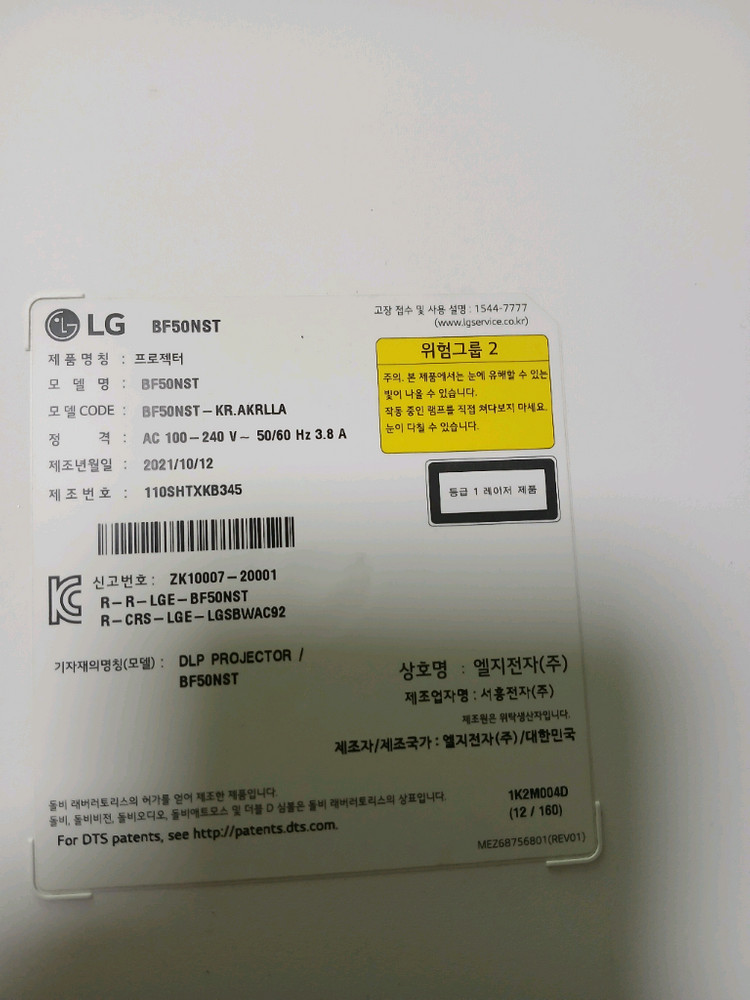 LG BF50NST
고장 접수 및 사용 설명 : 1544-7777
(www.lgservice.co.kr)
제품명칭 : 프로젝터
모델명 : BF50NST
모델CODE : BF50NST-KR.AKRLLA
정격 : AC 100-240 V~ 50/60 Hz 3.8 A
제조년월일 : 2021/10/12
제조번호 : 110SHTXKB345
위험그룹 2
주의. 본 제품에서는 눈에 유해할 수 있는
빛이 나올 수 있습니다.
작동 중인 램프를 직접 쳐다보지 마세요.
눈이 다칠 수 있습니다.
등급 1 레이저 제품
신고번호 : ZK10007-20001
R-R-LGE-BF50NST
R-CRS-LGE-LGSBWAC92
기자재의명칭(모델) : DLP PROJECTOR /
BF50NST
상호명 : 엘지전자(주)
제조업자명 : 서흥전자(주)
제조원은 위탁생산자입니다.
제조자/제조국가 : 엘지전자(주)/대한민국
돌비 래버러토리스의 허가를 얻어 제조한 제품입니다.
돌비, 돌비비전, 돌비오디오, 돌비애트모스 및 더블 D 심볼은 돌비 래버러토리스의 상표입니다.
For DTS patents, see http://patents.dts.com.
1K2M004D
(12 / 160)
MEZ68756801(REV01)